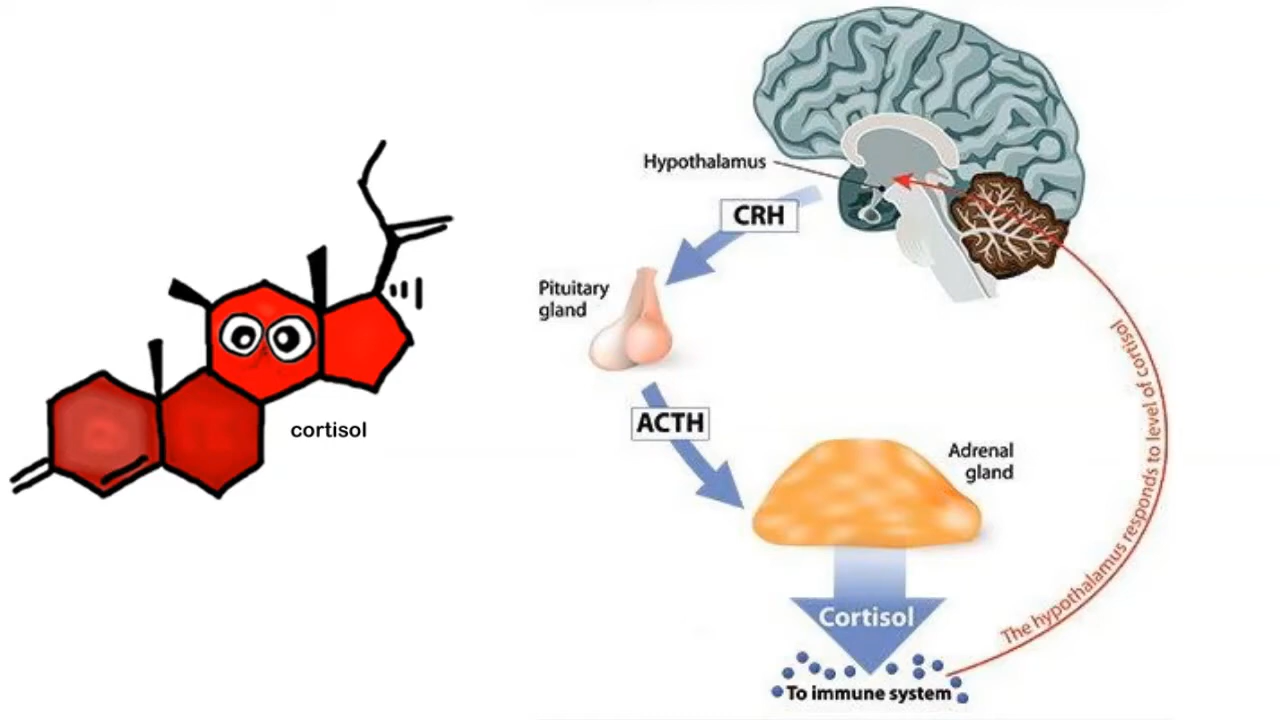 cortisol
Hypothalamus
CRH
Pituitary
gland
ACTH
Adrenal
gland
Cortisol
To immune system
The hypothalamus responds to level of cortisol